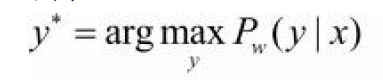 y* = arg max P_w(y | x)
y